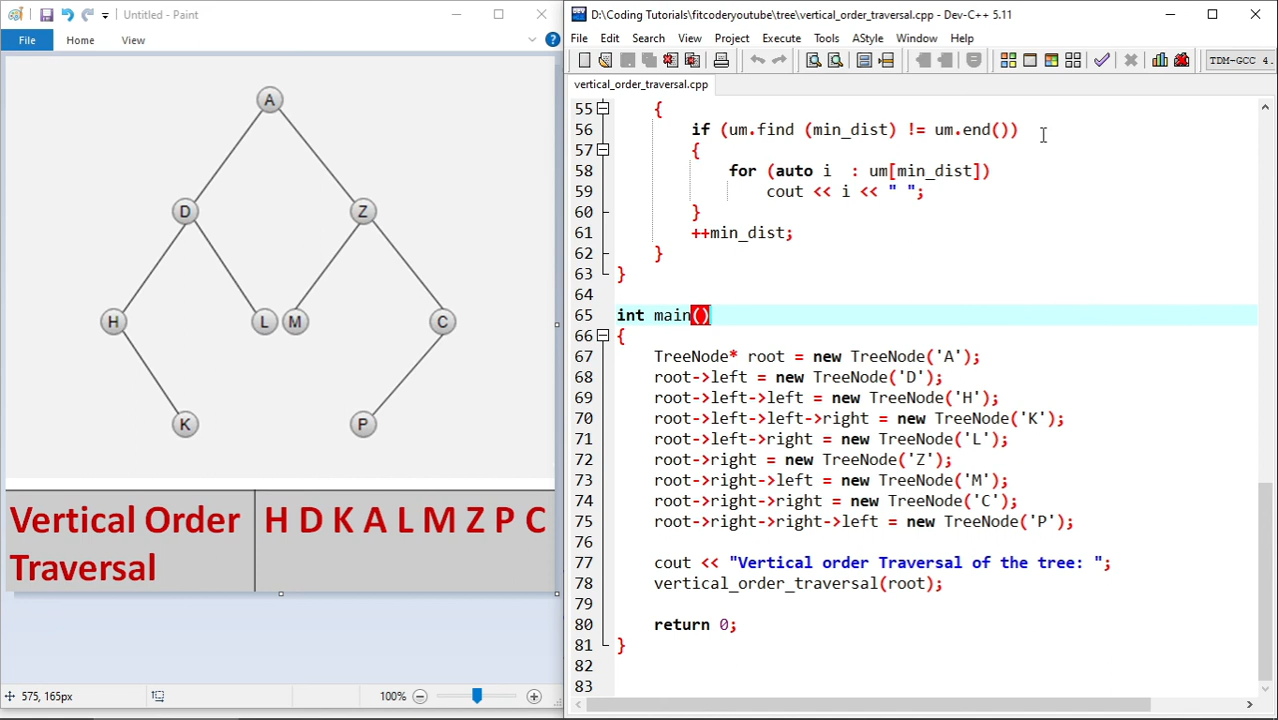 Untitled - Paint
File Home View
A
D Z
H L M C
K P
Vertical Order
Traversal
H D K A L M Z P C
575, 165px
100%
D:\Coding Tutorials\fitcoderyoutube\tree\vertical_order_traversal.cpp - Dev-C++ 5.11
File Edit Search View Project Execute Tools AStyle Window Help
TDM-GCC 4.
vertical_order_traversal.cpp
55 {
56 if (um.find (min_dist) != um.end())
57 {
58 for (auto i : um[min_dist])
59 cout << i << " ";
60 }
61 ++min_dist;
62 }
63 }
64
65 int main()
66 {
67 TreeNode* root = new TreeNode('A');
68 root->left = new TreeNode('D');
69 root->left->left = new TreeNode('H');
70 root->left->left->right = new TreeNode('K');
71 root->left->right = new TreeNode('L');
72 root->right = new TreeNode('Z');
73 root->right->left = new TreeNode('M');
74 root->right->right = new TreeNode('C');
75 root->right->right->left = new TreeNode('P');
76
77 cout << "Vertical order Traversal of the tree: ";
78 vertical_order_traversal(root);
79
80 return 0;
81 }
82
83